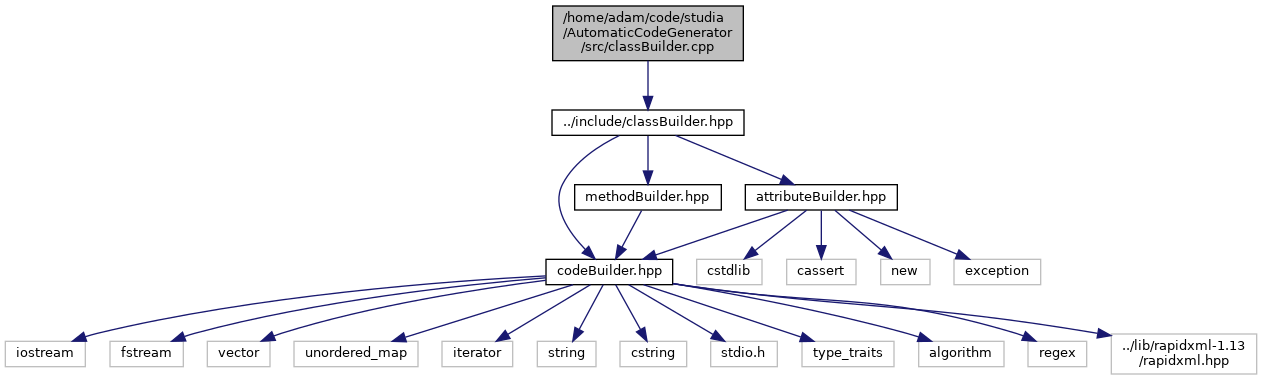 /home/adam/code/studia
/AutomaticCodeGenerator
/src/classBuilder.cpp
../include/classBuilder.hpp
methodBuilder.hpp
attributeBuilder.hpp
codeBuilder.hpp
cstdlib
cassert
new
exception
iostream
fstream
vector
unordered_map
iterator
string
cstring
stdio.h
type_traits
algorithm
regex
../lib/rapidxml-1.13
/rapidxml.hpp